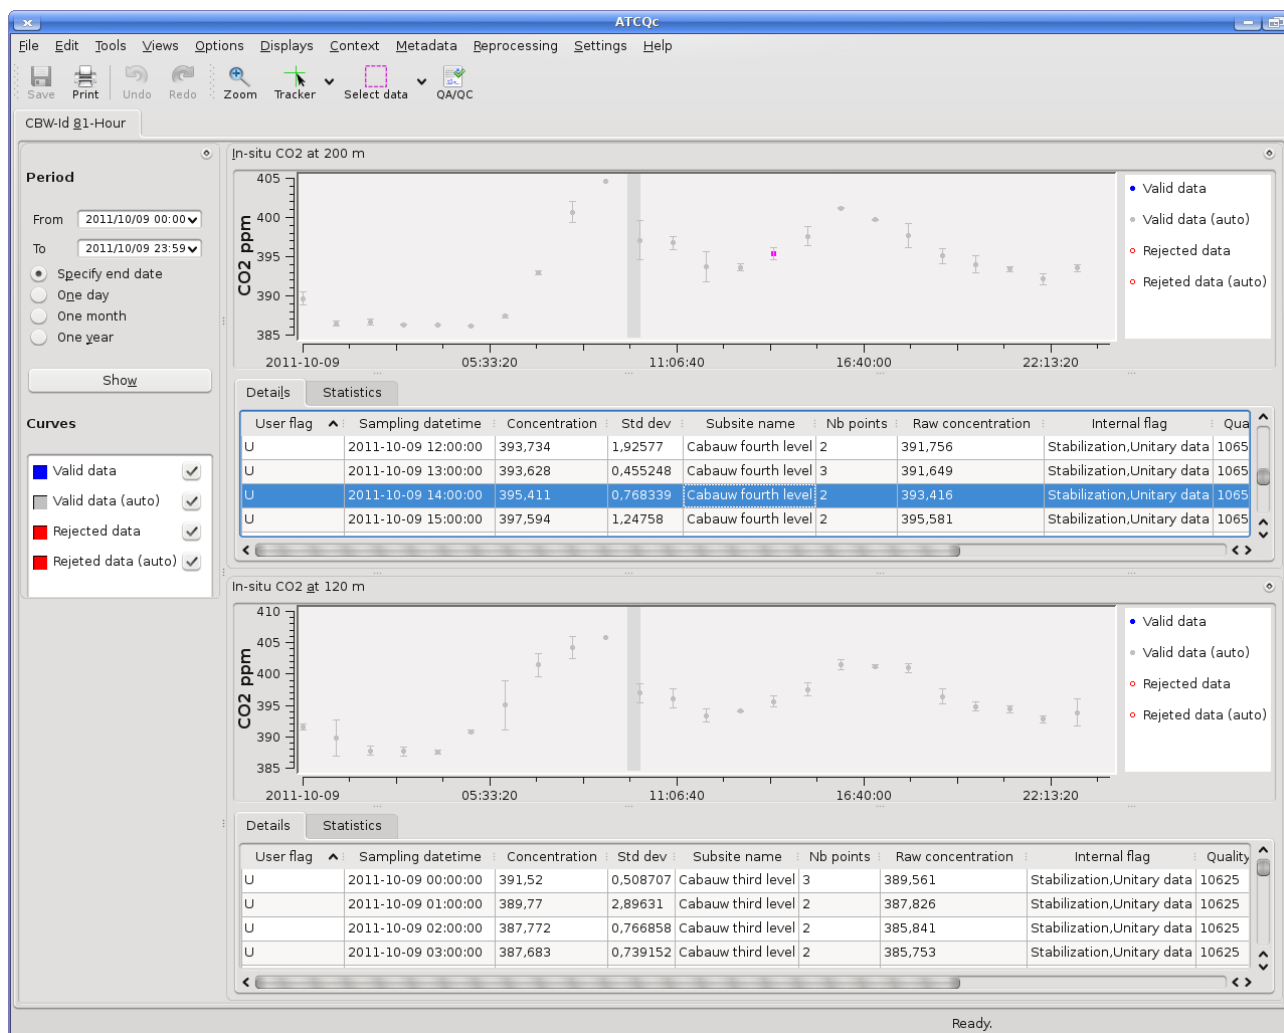 ATCQc
File Edit Tools Views Options Displays Context Metadata Reprocessing Settings Help
Save Print Undo Redo Zoom Tracker Select data QA/QC
CBW-Id 81-Hour
Period
From 2011/10/09 00:00
To 2011/10/09 23:59
Specify end date
One day
One month
One year
Show
Curves
Valid data
Valid data (auto)
Rejected data
Rejeted data (auto)
In-situ CO2 at 200 m
CO2 ppm
405
400
395
390
385
2011-10-09 05:33:20 11:06:40 16:40:00 22:13:20
Valid data
Valid data (auto)
Rejected data
Rejeted data (auto)
Details Statistics
User flag Sampling datetime Concentration Std dev Subsite name Nb points Raw concentration Internal flag Qua
U 2011-10-09 12:00:00 393,734 1,92577 Cabauw fourth level 2 391,756 Stabilization,Unitary data 1065
U 2011-10-09 13:00:00 393,628 0,455248 Cabauw fourth level 3 391,649 Stabilization,Unitary data 1065
U 2011-10-09 14:00:00 395,411 0,768339 Cabauw fourth level 2 393,416 Stabilization,Unitary data 1065
U 2011-10-09 15:00:00 397,594 1,24758 Cabauw fourth level 2 395,581 Stabilization,Unitary data 1065
In-situ CO2 at 120 m
CO2 ppm
410
405
400
395
390
385
2011-10-09 05:33:20 11:06:40 16:40:00 22:13:20
Valid data
Valid data (auto)
Rejected data
Rejeted data (auto)
Details Statistics
User flag Sampling datetime Concentration Std dev Subsite name Nb points Raw concentration Internal flag Quality
U 2011-10-09 00:00:00 391,52 0,508707 Cabauw third level 3 389,561 Stabilization,Unitary data 10625
U 2011-10-09 01:00:00 389,77 2,89631 Cabauw third level 2 387,826 Stabilization,Unitary data 10625
U 2011-10-09 02:00:00 387,772 0,766858 Cabauw third level 2 385,841 Stabilization,Unitary data 10625
U 2011-10-09 03:00:00 387,683 0,739152 Cabauw third level 2 385,753 Stabilization,Unitary data 10625
Ready.